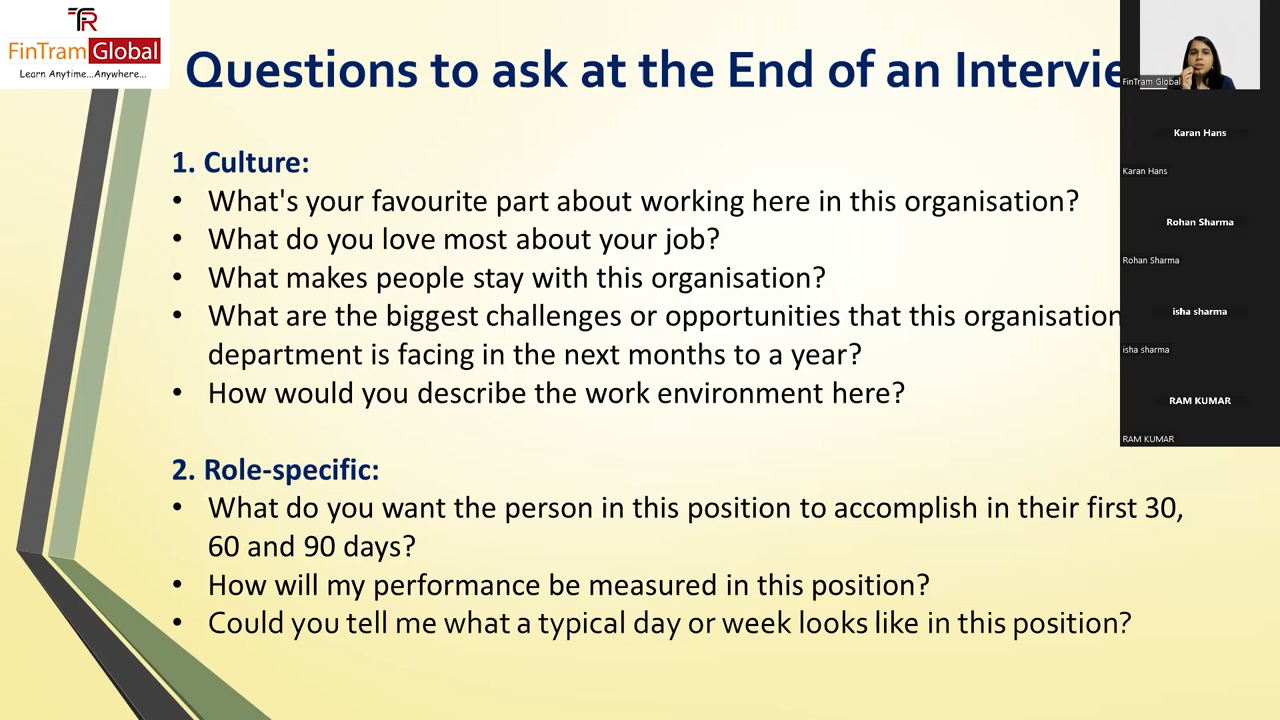 TR
FinTram Global
Learn Anytime...Anywhere...
Questions to ask at the End of an Intervie
1. Culture:
• What's your favourite part about working here in this organisation?
• What do you love most about your job?
• What makes people stay with this organisation?
• What are the biggest challenges or opportunities that this organisation
department is facing in the next months to a year?
• How would you describe the work environment here?
2. Role-specific:
• What do you want the person in this position to accomplish in their first 30,
60 and 90 days?
• How will my performance be measured in this position?
• Could you tell me what a typical day or week looks like in this position?
FinTram Global
Karan Hans
Karan Hans
Rohan Sharma
Rohan Sharma
isha sharma
isha sharma
RAM KUMAR
RAM KUMAR